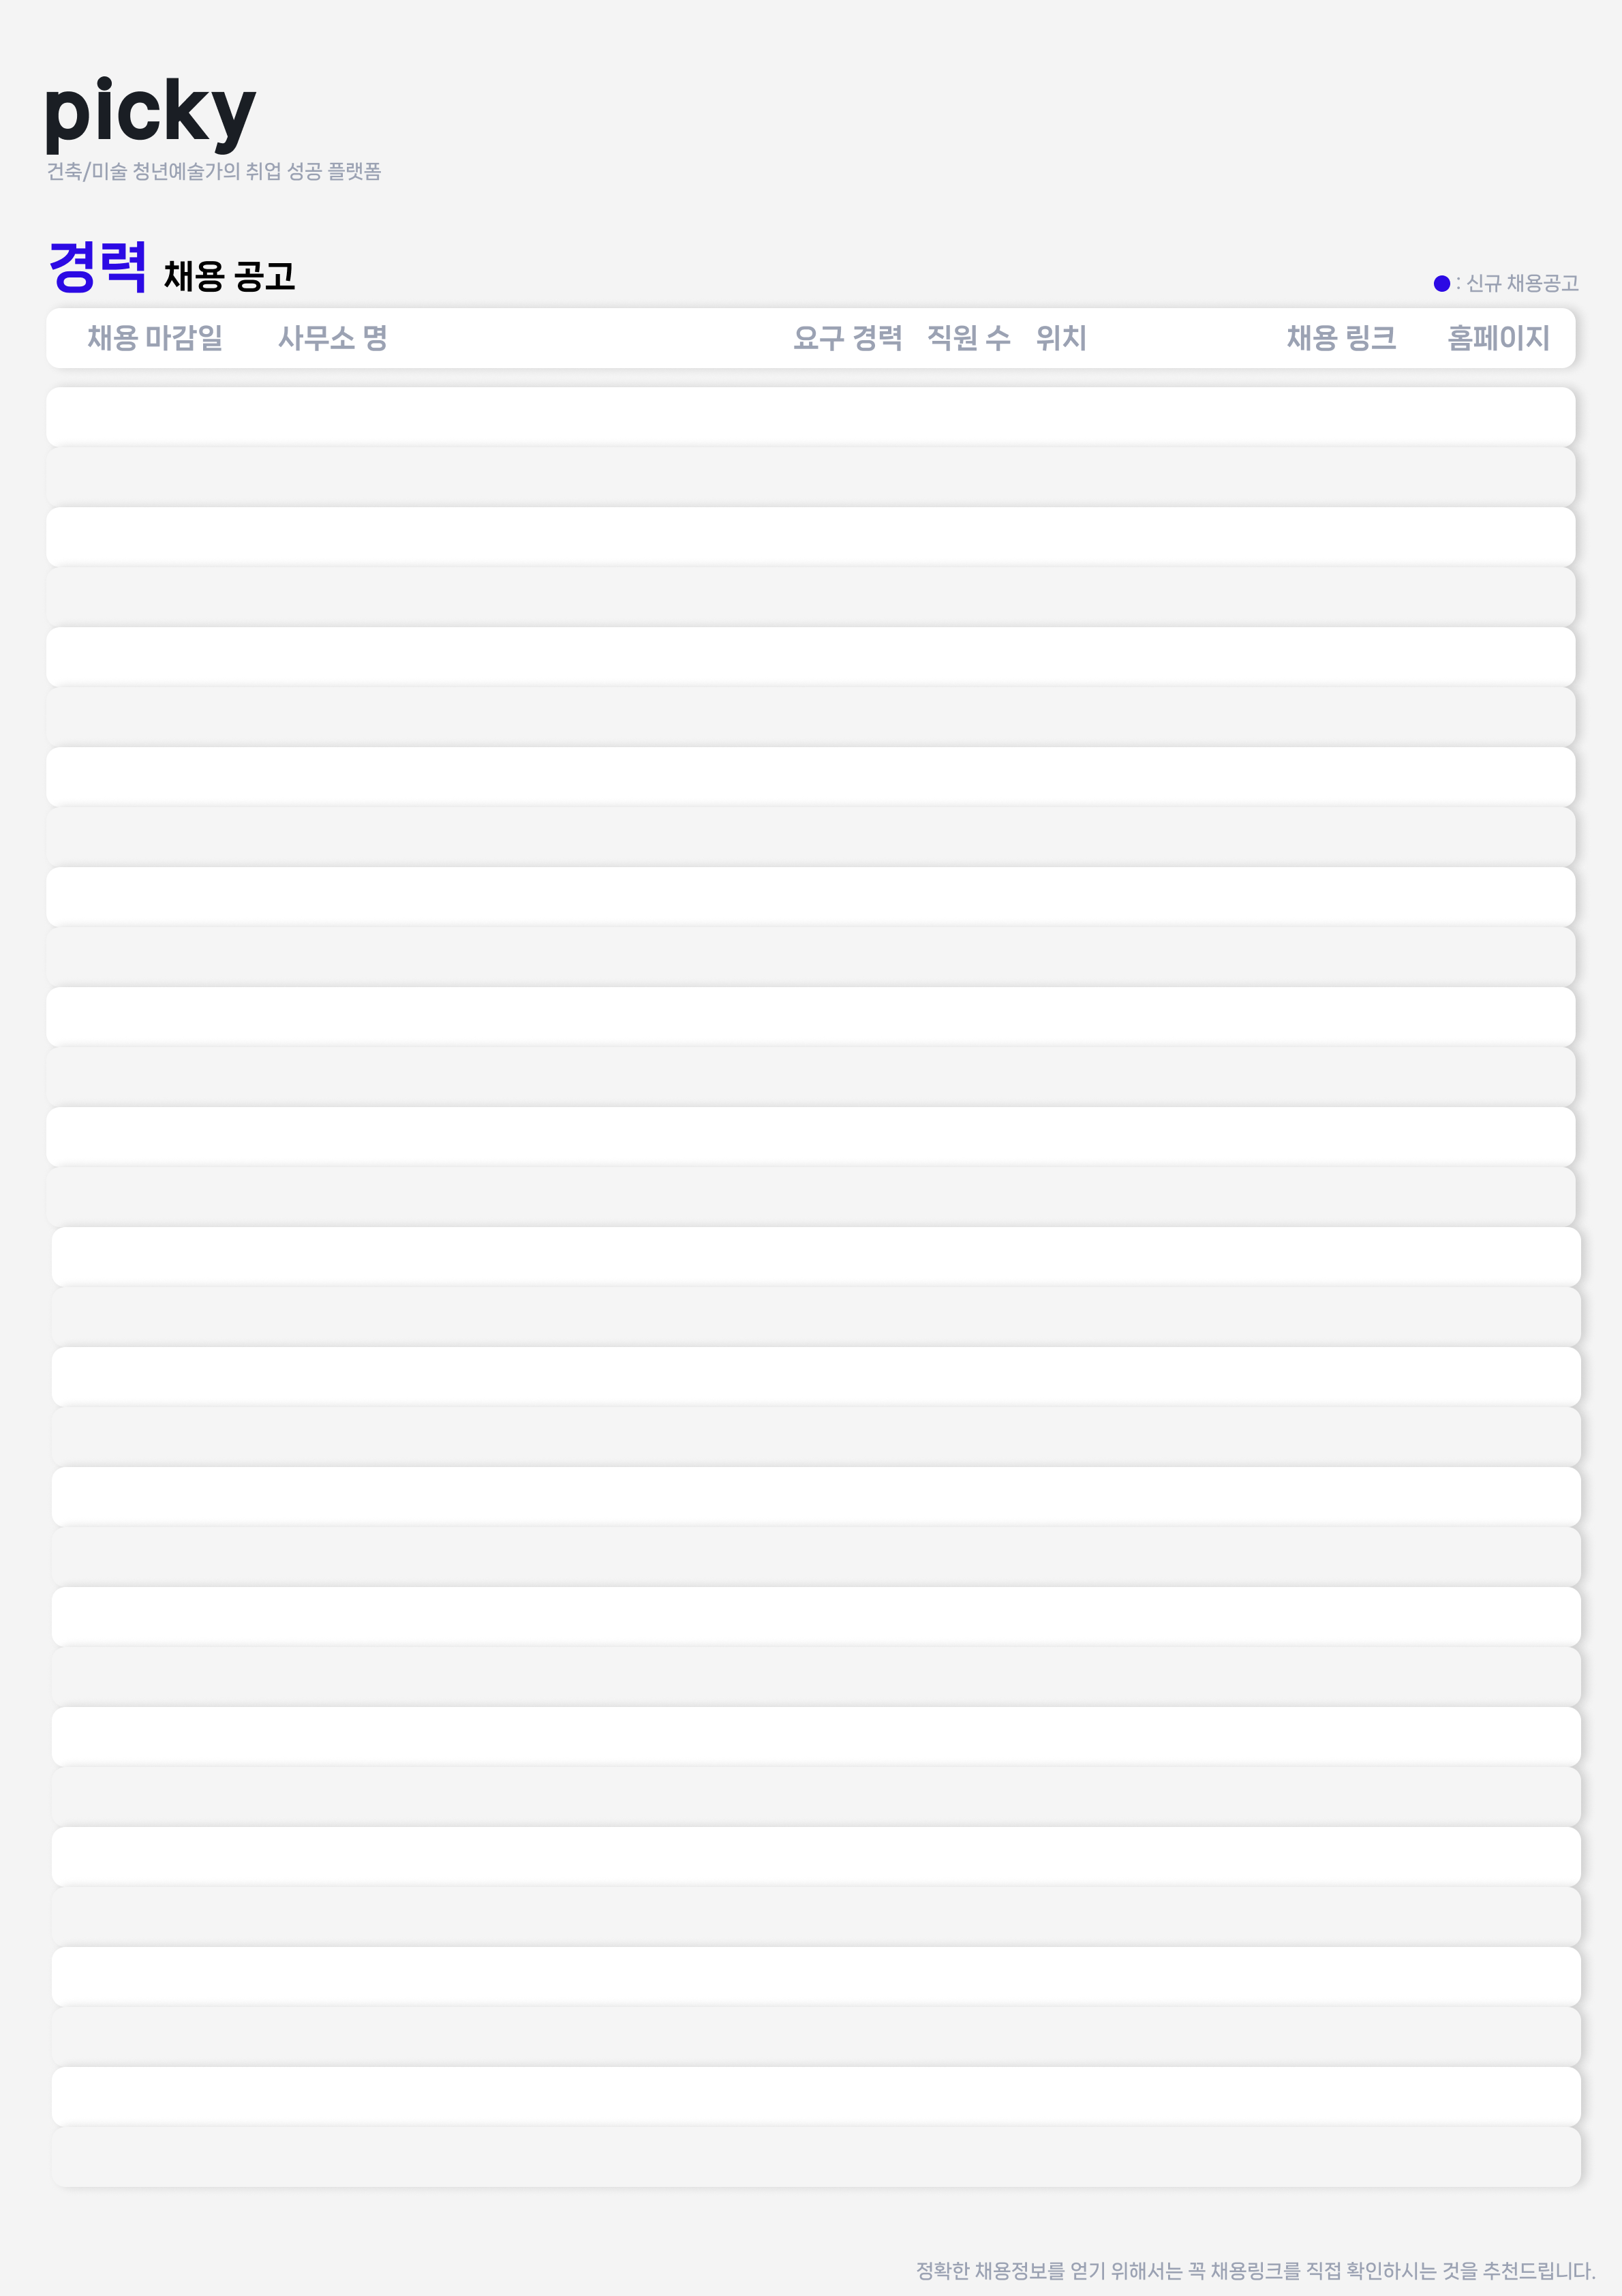 picky
건축/미술 청년예술가의 취업 성공 플랫폼
경력 채용 공고
: 신규 채용공고
채용 마감일 사무소 명 요구 경력 직원 수 위치 채용 링크 홈페이지
정확한 채용정보를 얻기 위해서는 꼭 채용링크를 직접 확인하시는 것을 추천드립니다.